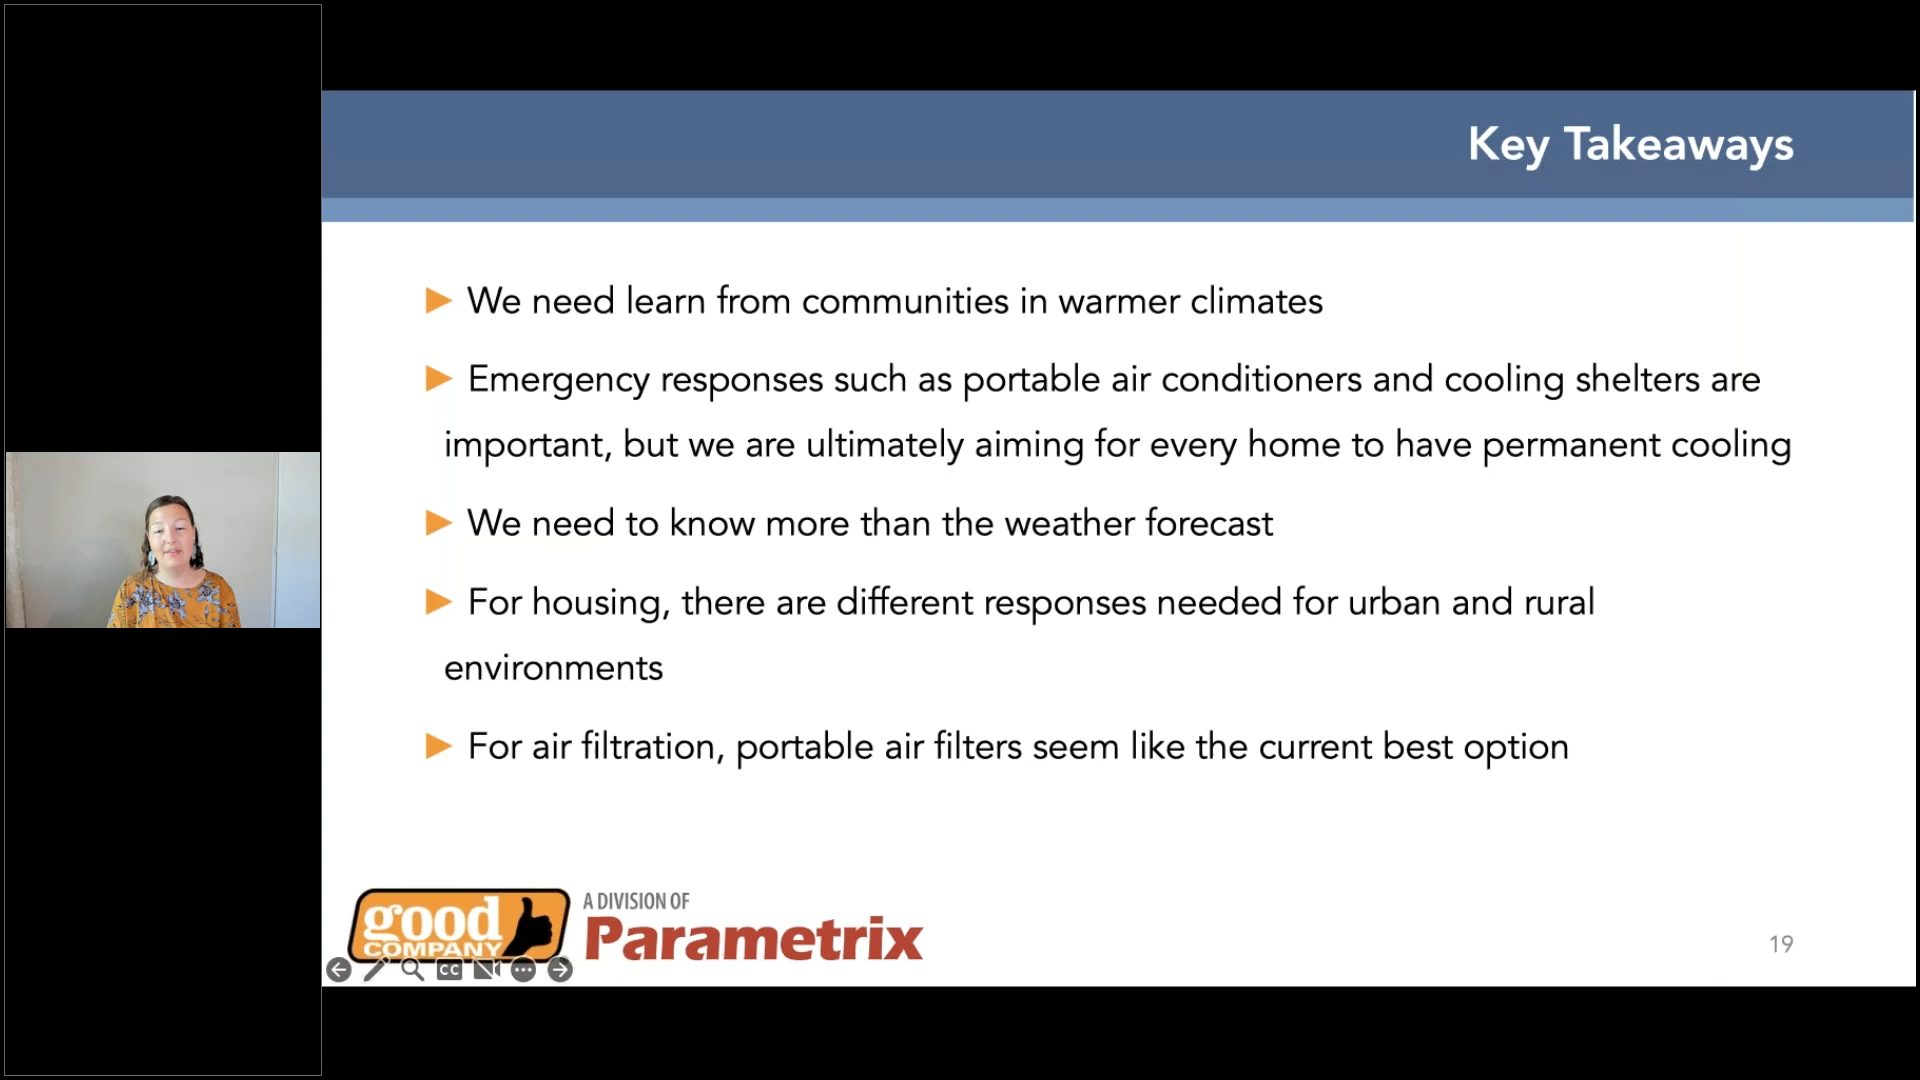 Key Takeaways
We need learn from communities in warmer climates
Emergency responses such as portable air conditioners and cooling shelters are
important, but we are ultimately aiming for every home to have permanent cooling
We need to know more than the weather forecast
For housing, there are different responses needed for urban and rural
environments
For air filtration, portable air filters seem like the current best option
good
COMPANY
A DIVISION OF
Parametrix
CC
19